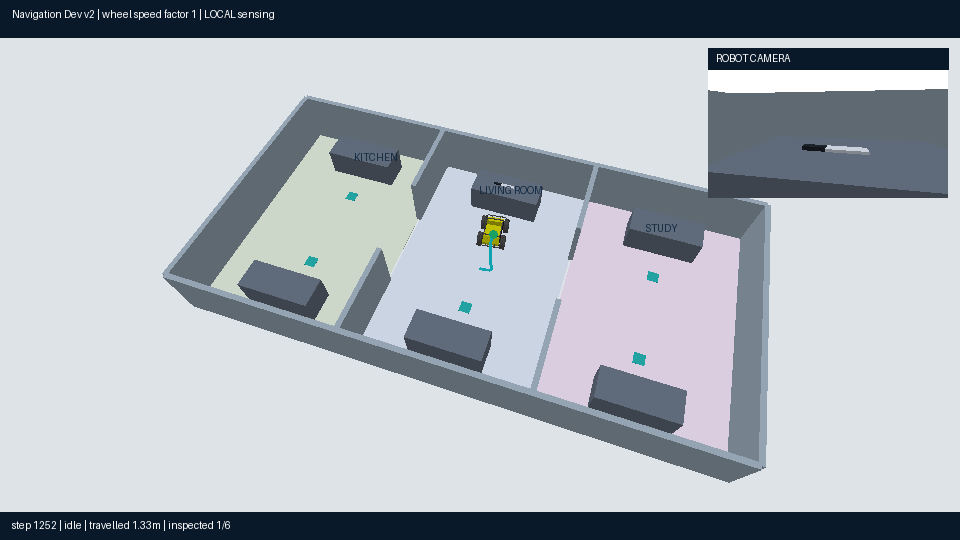 Navigation Dev v2 | wheel speed factor 1 | LOCAL sensing
ROBOT CAMERA
KITCHEN
LIVING ROOM
STUDY
step 1252 | idle | travelled 1.33m | inspected 1/6